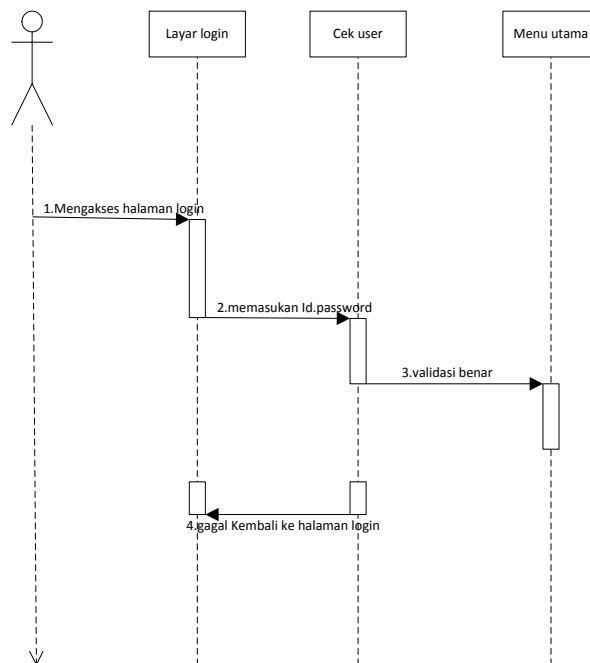 Layar login
Cek user
Menu utama
1.Mengakses halaman login
2.memasukan Id.password
3.validasi benar
4.gagal Kembali ke halaman login